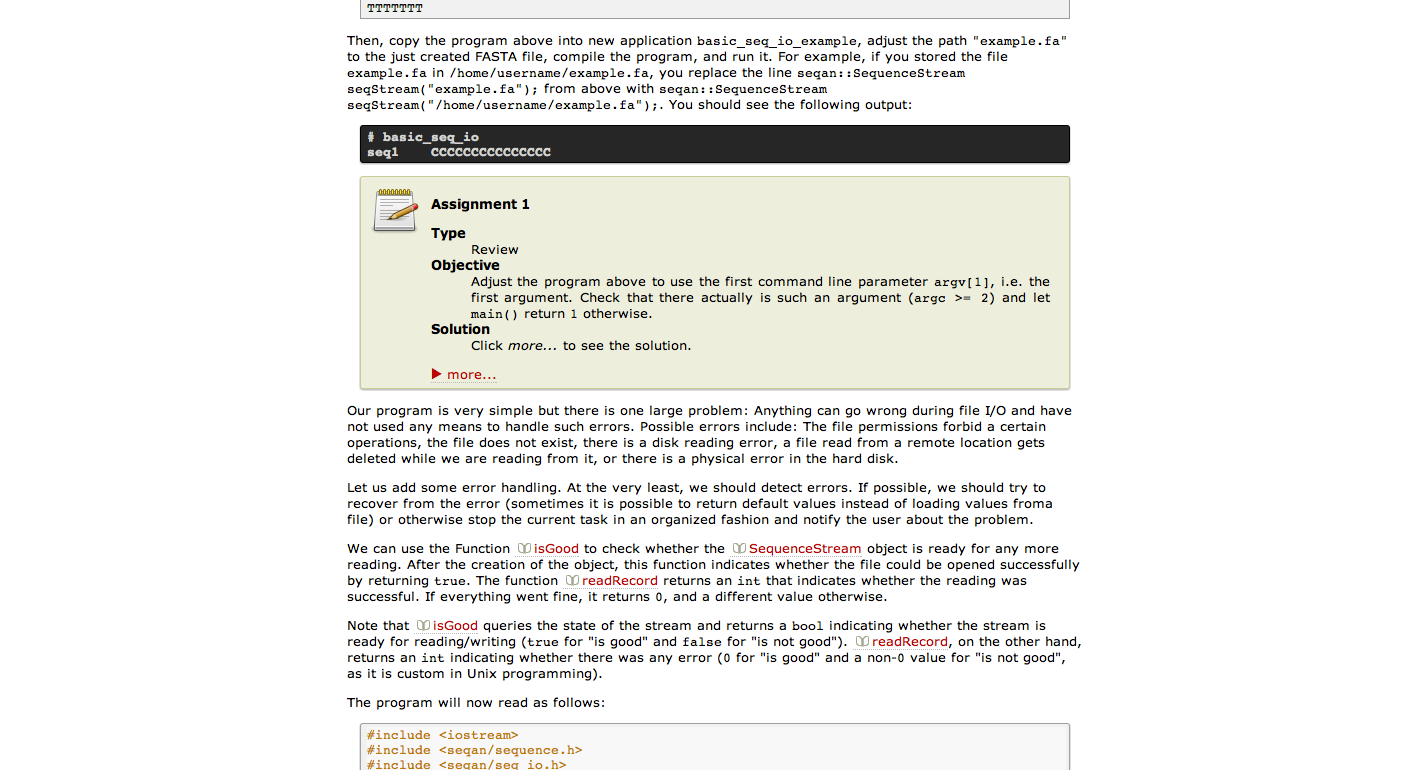 TTTTTTT
Then, copy the program above into new application basic_seq_io_example, adjust the path "example.fa"
to the just created FASTA file, compile the program, and run it. For example, if you stored the file
example.fa in /home/username/example.fa, you replace the line seqan::SequenceStream
seqStream("example.fa"); from above with seqan::SequenceStream
seqStream("/home/username/example.fa");. You should see the following output:
# basic_seq_io
seq1    CCCCCCCCCCCCCCC
Assignment 1
Type
Review
Objective
Adjust the program above to use the first command line parameter argv[1], i.e. the
first argument. Check that there actually is such an argument (argc >= 2) and let
main() return 1 otherwise.
Solution
Click more... to see the solution.
more...
Our program is very simple but there is one large problem: Anything can go wrong during file I/O and have
not used any means to handle such errors. Possible errors include: The file permissions forbid a certain
operations, the file does not exist, there is a disk reading error, a file read from a remote location gets
deleted while we are reading from it, or there is a physical error in the hard disk.
Let us add some error handling. At the very least, we should detect errors. If possible, we should try to
recover from the error (sometimes it is possible to return default values instead of loading values froma
file) or otherwise stop the current task in an organized fashion and notify the user about the problem.
We can use the Function isGood to check whether the SequenceStream object is ready for any more
reading. After the creation of the object, this function indicates whether the file could be opened successfully
by returning true. The function readRecord returns an int that indicates whether the reading was
successful. If everything went fine, it returns 0, and a different value otherwise.
Note that isGood queries the state of the stream and returns a bool indicating whether the stream is
ready for reading/writing (true for "is good" and false for "is not good"). readRecord, on the other hand,
returns an int indicating whether there was any error (0 for "is good" and a non-0 value for "is not good",
as it is custom in Unix programming).
The program will now read as follows:
#include <iostream>
#include <seqan/sequence.h>
#include <seqan/seq_io.h>